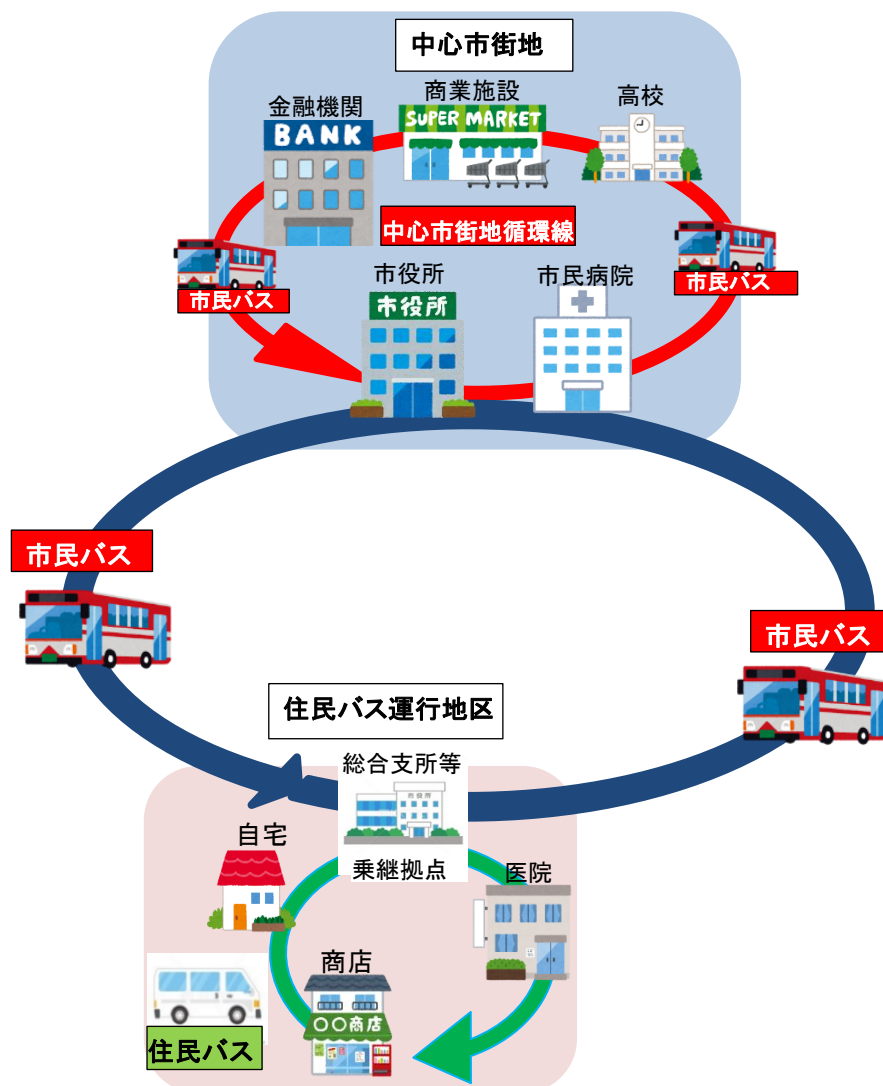 中心市街地
商業施設
高校
金融機関
SUPER MARKET
BANK
中心市街地循環線
市役所
市民病院
市民バス
市民バス
市役所
市民バス
市民バス
住民バス運行地区
総合支所等
市役所
自宅
乗継拠点
医院
商店
〇〇商店
住民バス